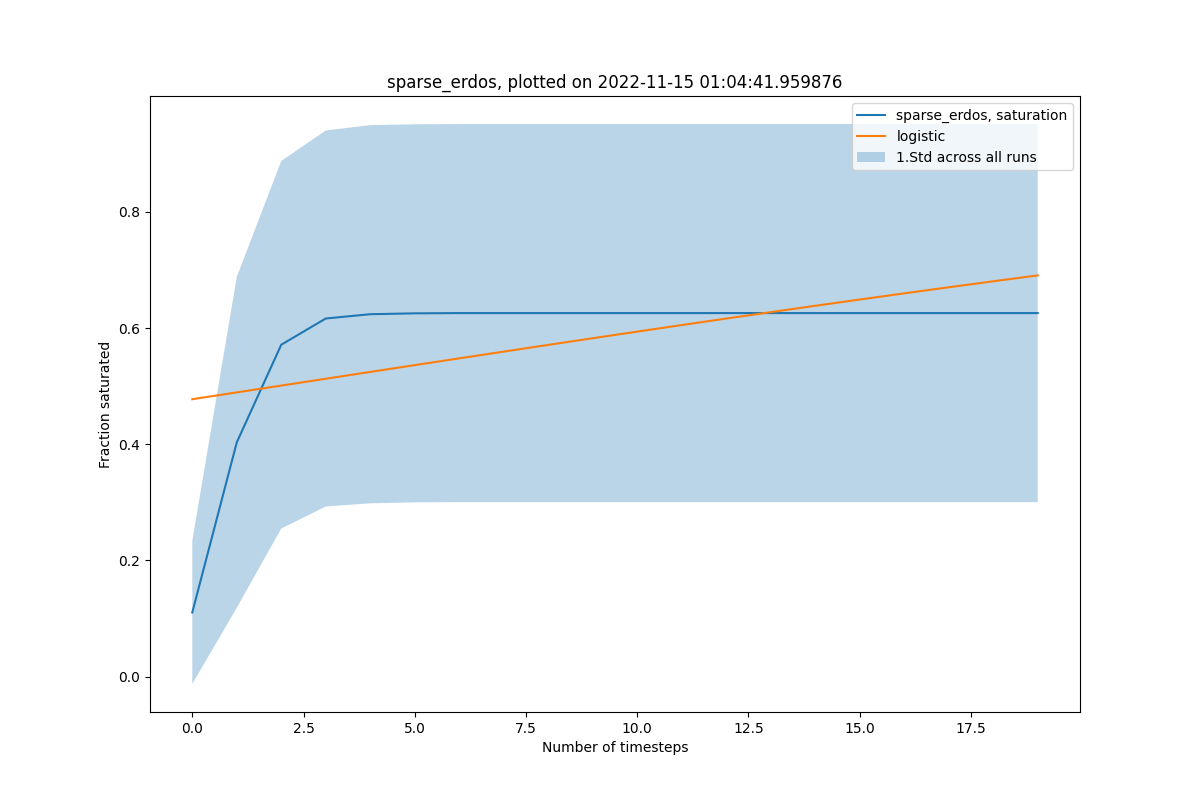 sparse_erdos, plotted on 2022-11-15 01:04:41.959876
sparse_erdos, saturation
logistic
1.Std across all runs
Fraction saturated
0.8
0.6
0.4
0.2
0.0
0.0 2.5 5.0 7.5 10.0 12.5 15.0 17.5
Number of timesteps